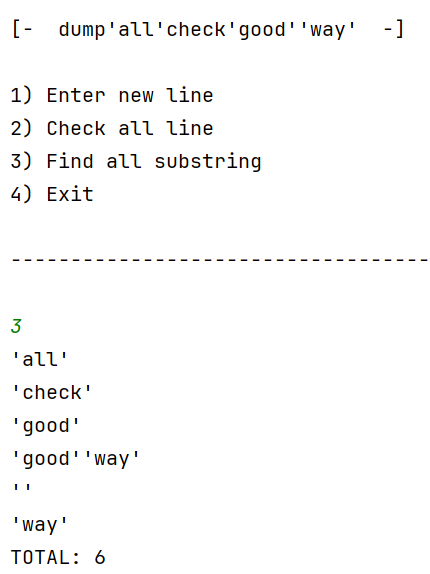 [-  dump'all'check'good''way'  -]
1) Enter new line
2) Check all line
3) Find all substring
4) Exit
-----------------------------------
3
'all'
'check'
'good'
'good''way'
''
'way'
TOTAL: 6